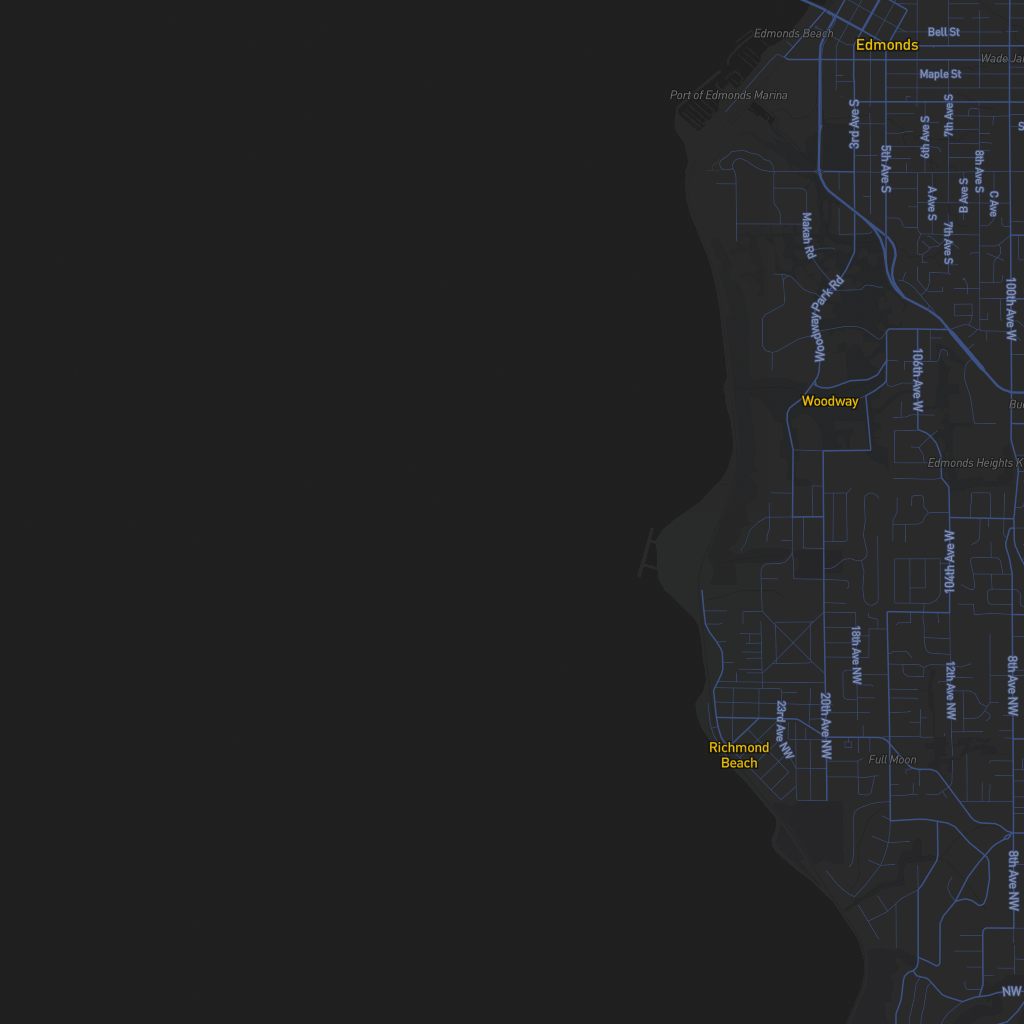 Edmonds Beach
Bell St
Edmonds
Wade Ja
Maple St
Port of Edmonds Marina
3rd Ave S
7th Ave S
6th Ave S
S
5th Ave S
8th Ave S
B Ave S
A Ave S
C Ave
Makah Rd
7th Ave S
Woodway Park Rd
100th Ave W
106th Ave W
Woodway
Bu
Edmonds Heights K
104th Ave W
18th Ave NW
12th Ave NW
8th Ave NW
20th Ave NW
23rd Ave NW
Richmond
Beach
Full Moon
8th Ave NW
NW